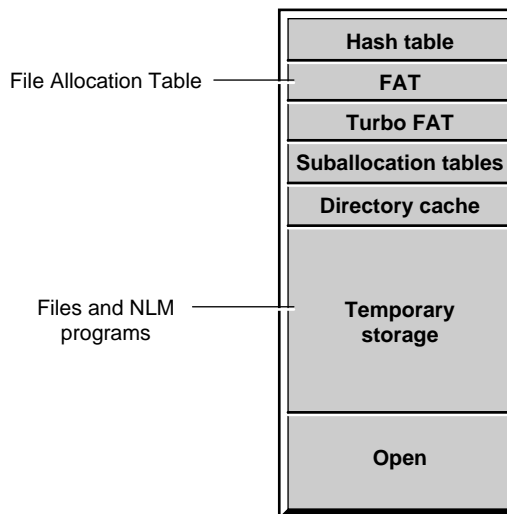 Hash table
File Allocation Table
FAT
Turbo FAT
Suballocation tables
Directory cache
Files and NLM
programs
Temporary
storage
Open